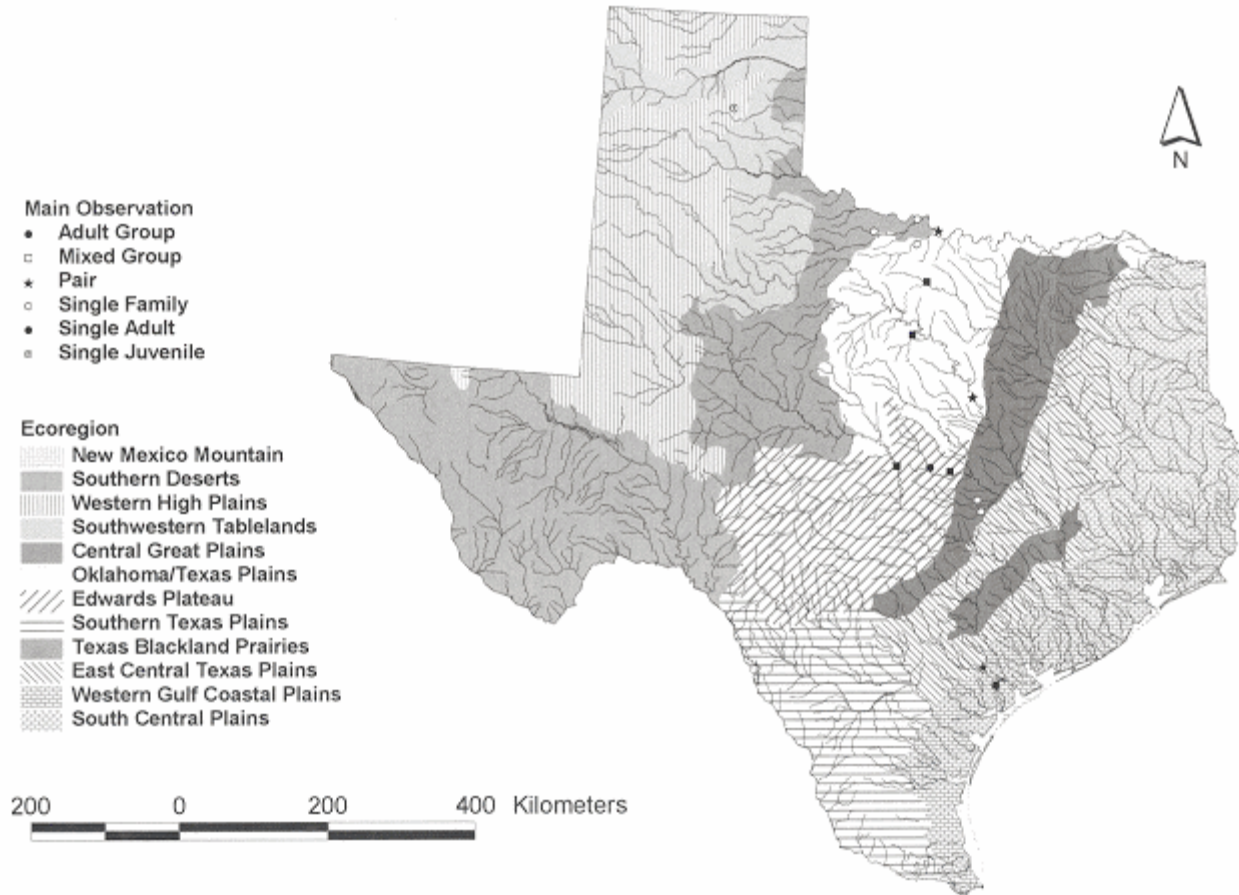 N
Main Observation
Adult Group
Mixed Group
Pair
Single Family
Single Adult
Single Juvenile
Ecoregion
New Mexico Mountain
Southern Deserts
Western High Plains
Southwestern Tablelands
Central Great Plains
Oklahoma/Texas Plains
Edwards Plateau
Southern Texas Plains
Texas Blackland Prairies
East Central Texas Plains
Western Gulf Coastal Plains
South Central Plains
200 0 200 400 Kilometers